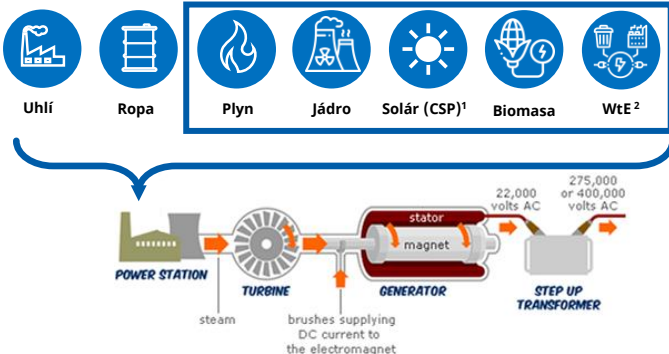 Uhlí
Ropa
Plyn
Jádro
Solár (CSP)¹
Biomasa
WtE ²
22,000
volts AC
275,000
or 400,000
volts AC
stator
magnet
POWER STATION
TURBINE
GENERATOR
STEP UP
TRANSFORMER
steam
brushes supplying
DC current to
the electromagnet